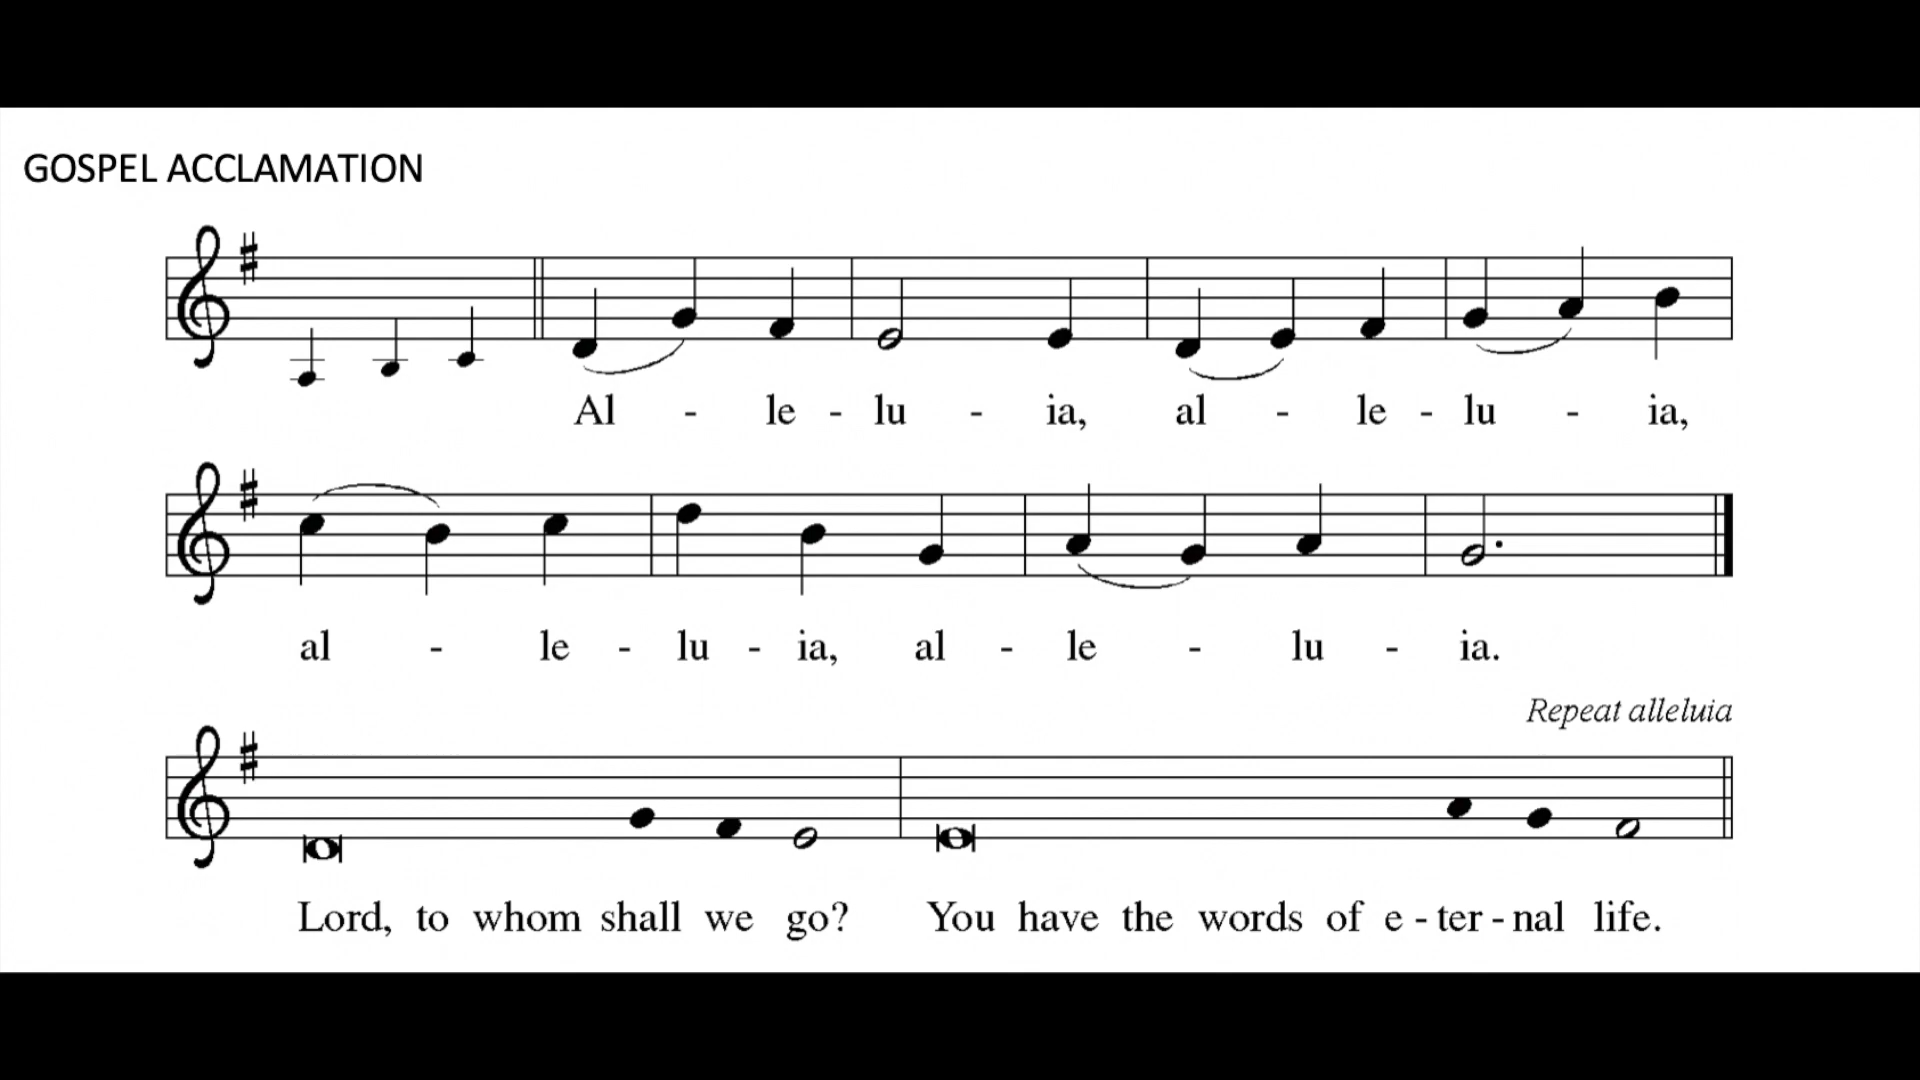 GOSPEL ACCLAMATION
Al - le - lu - ia, al - le - lu - ia,
al - le - lu - ia, al - le - lu - ia.
Repeat alleluia
Lord, to whom shall we go? You have the words of e - ter - nal life.